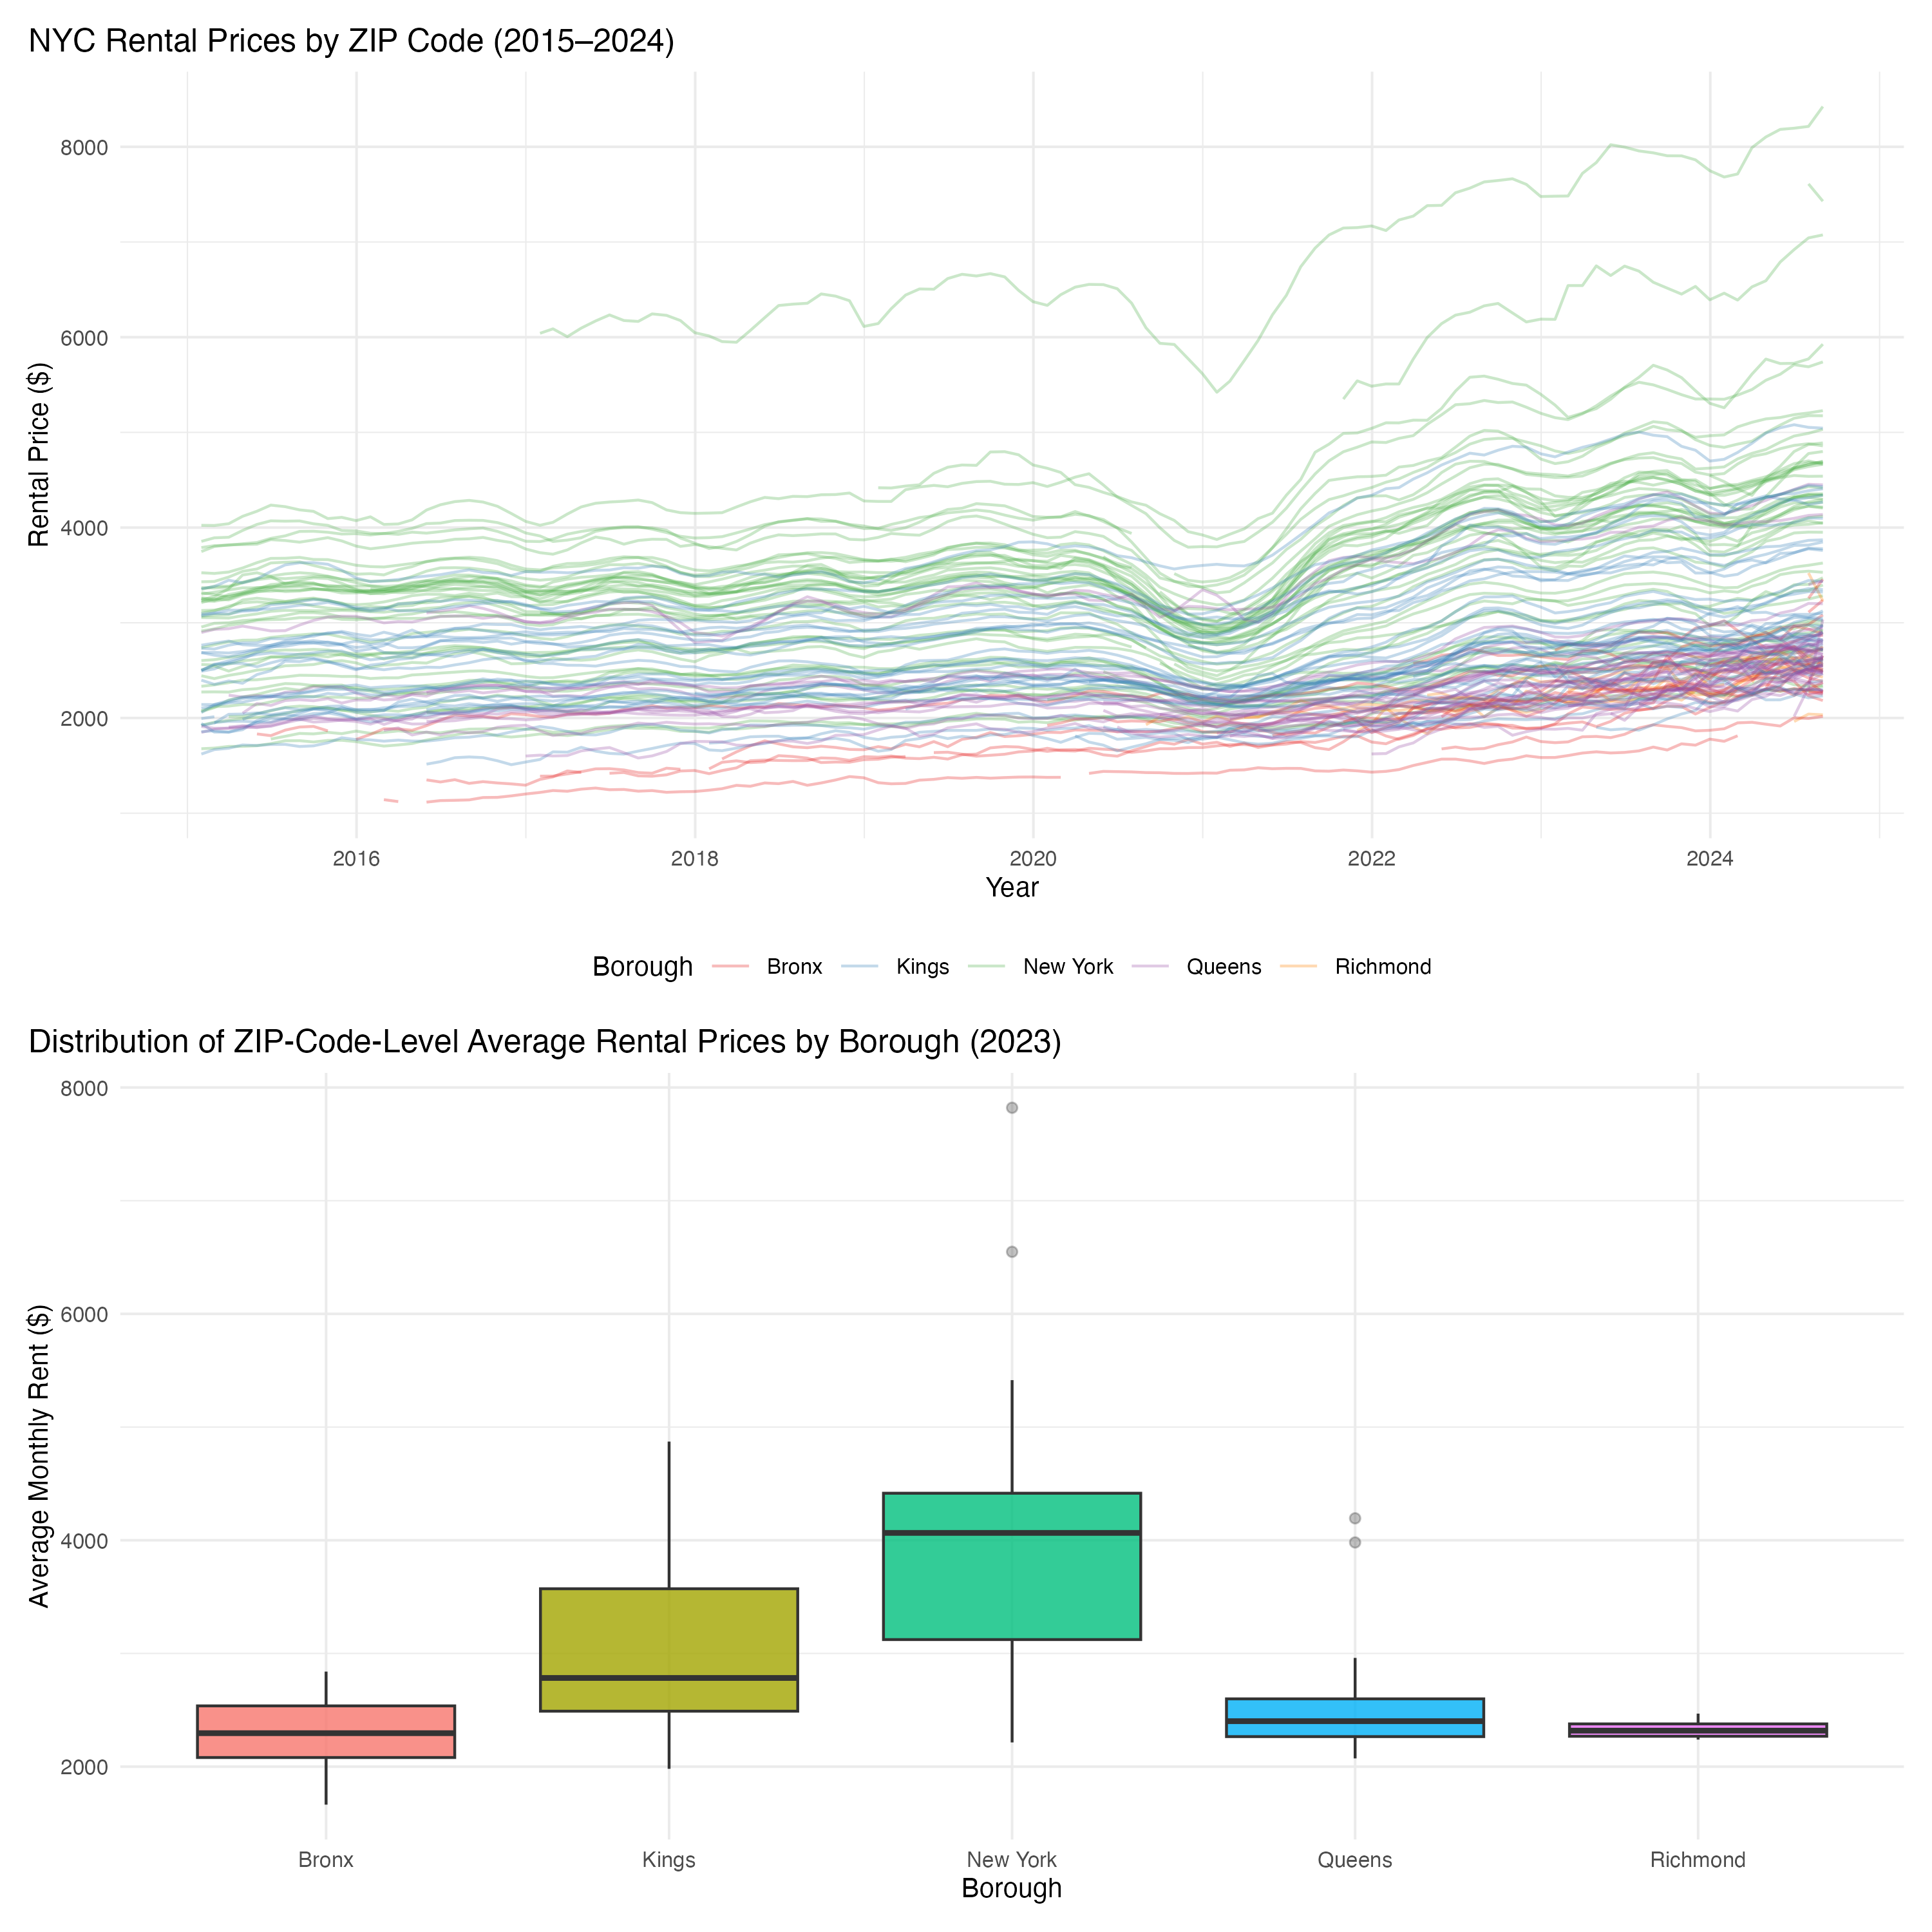 NYC Rental Prices by ZIP Code (2015–2024)
Rental Price ($)
8000
6000
4000
2000
2016 2018 2020 2022 2024
Year
Borough Bronx Kings New York Queens Richmond
Distribution of ZIP-Code-Level Average Rental Prices by Borough (2023)
Average Monthly Rent ($)
8000
6000
4000
2000
Bronx Kings New York Queens Richmond
Borough